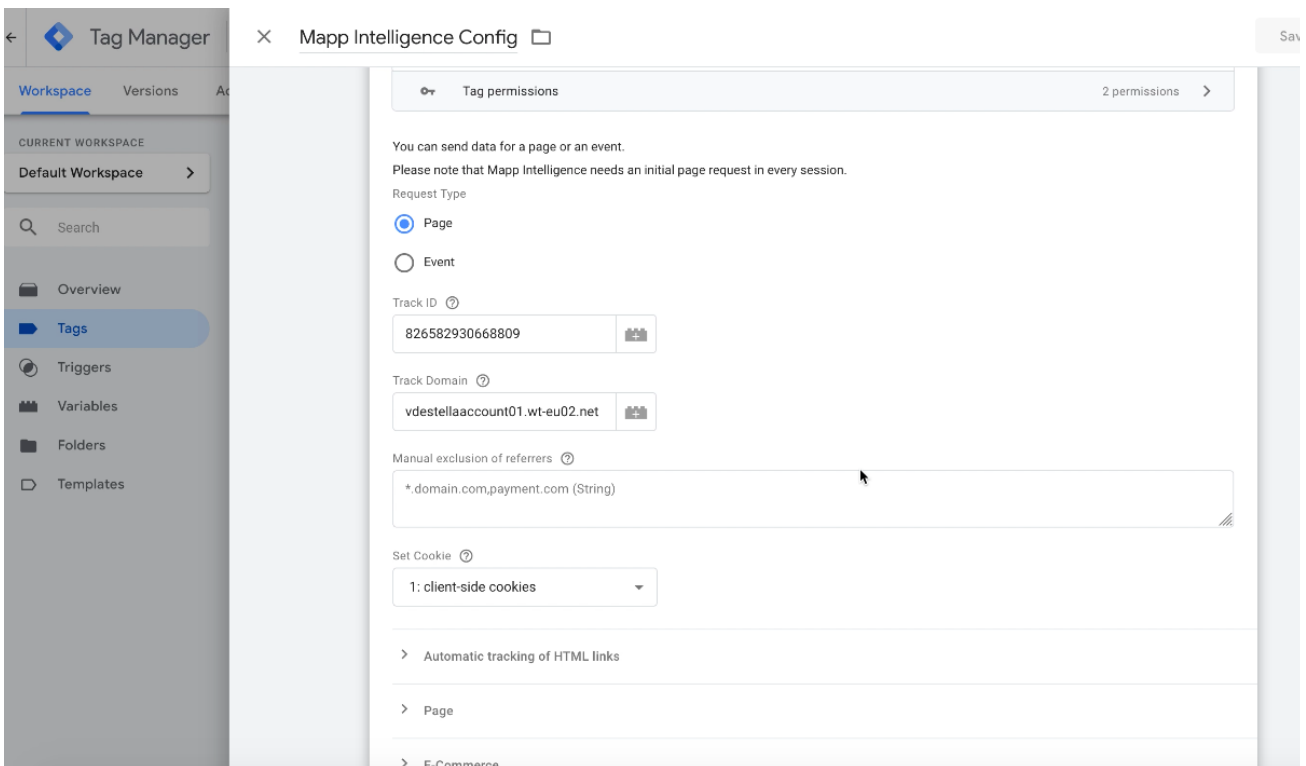 Tag Manager
Mapp Intelligence Config
Workspace
Versions
CURRENT WORKSPACE
Default Workspace
Search
Overview
Tags
Triggers
Variables
Folders
Templates
Tag permissions
2 permissions
You can send data for a page or an event.
Please note that Mapp Intelligence needs an initial page request in every session.
Request Type
Page
Event
Track ID
826582930668809
Track Domain
vdestellaaccount01.wt-eu02.net
Manual exclusion of referrers
*.domain.com,payment.com (String)
Set Cookie
1: client-side cookies
Automatic tracking of HTML links
Page
E-Commerce